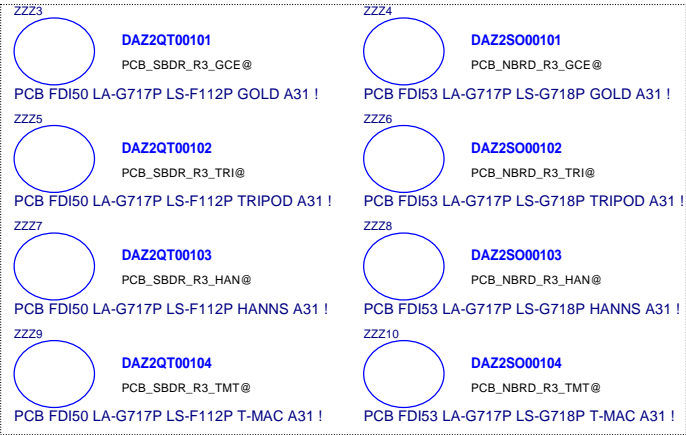 ZZZ3
DAZ2QT00101
PCB_SBDR_R3_GCE@
PCB FDI50 LA-G717P LS-F112P GOLD A31 !
ZZZ4
DAZ2SO00101
PCB_NBRD_R3_GCE@
PCB FDI53 LA-G717P LS-G718P GOLD A31 !
ZZZ5
DAZ2QT00102
PCB_SBDR_R3_TRI@
PCB FDI50 LA-G717P LS-F112P TRIPOD A31 !
ZZZ6
DAZ2SO00102
PCB_NBRD_R3_TRI@
PCB FDI53 LA-G717P LS-G718P TRIPOD A31 !
ZZZ7
DAZ2QT00103
PCB_SBDR_R3_HAN@
PCB FDI50 LA-G717P LS-F112P HANNS A31 !
ZZZ8
DAZ2SO00103
PCB_NBRD_R3_HAN@
PCB FDI53 LA-G717P LS-G718P HANNS A31 !
ZZZ9
DAZ2QT00104
PCB_SBDR_R3_TMT@
PCB FDI50 LA-G717P LS-F112P T-MAC A31 !
ZZZ10
DAZ2SO00104
PCB_NBRD_R3_TMT@
PCB FDI53 LA-G717P LS-G718P T-MAC A31 !